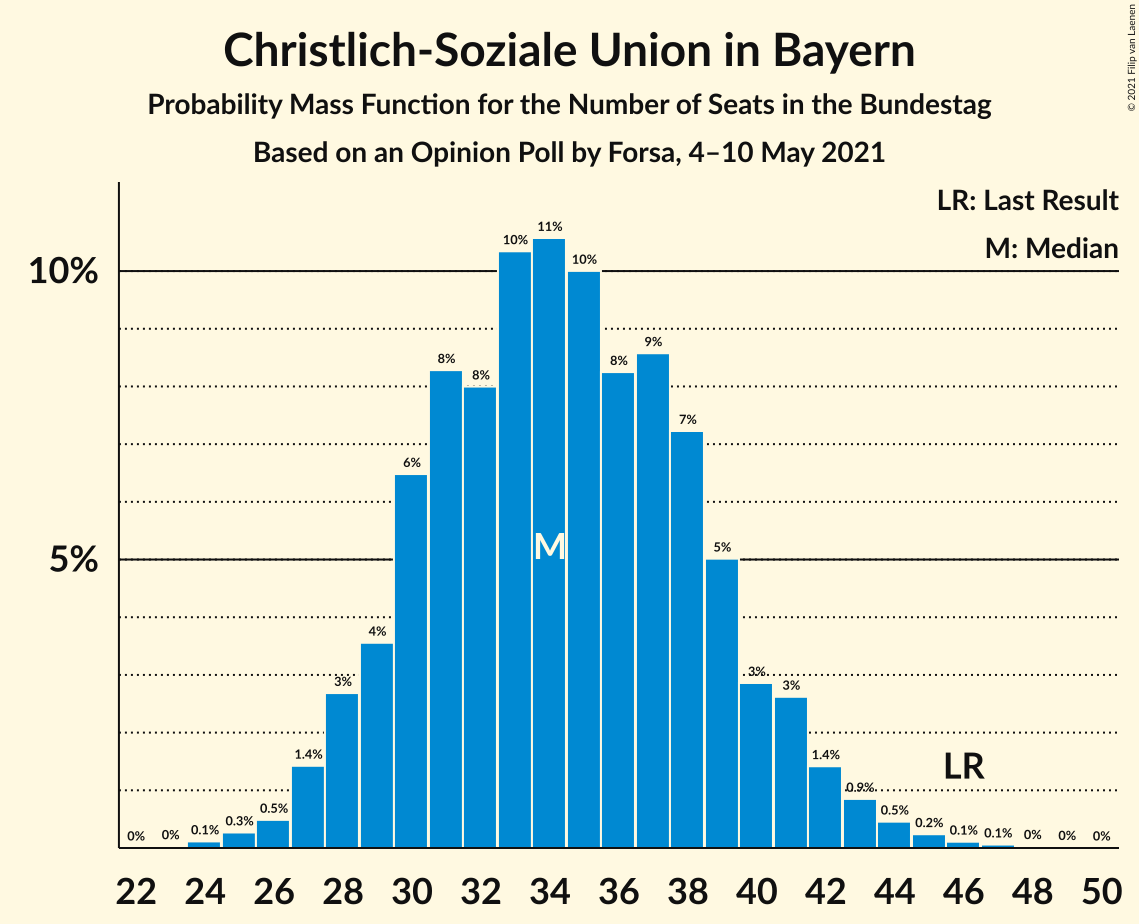 Christlich-Soziale Union in Bayern
Probability Mass Function for the Number of Seats in the Bundestag
Based on an Opinion Poll by Forsa, 4–10 May 2021
© 2021 Filip van Laenen
LR: Last Result
M: Median
10%
5%
0% 0% 0.1% 0.3% 0.5% 1.4% 3% 4% 6% 8% 8% 10% 11% 10% 8% 9% 7% 5% 3% 3% 1.4% 0.9% 0.5% 0.2% 0.1% 0.1% 0% 0% 0%
M
LR
22 24 26 28 30 32 34 36 38 40 42 44 46 48 50